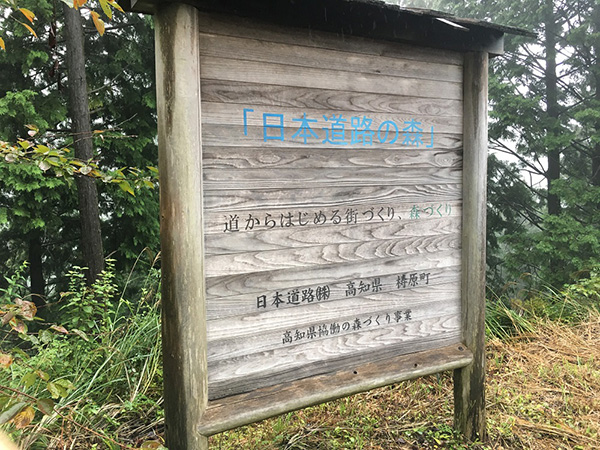 「日本道路の森」
道からはじめる街づくり、森づくり
日本道路㈱　高知県　梼原町
高知県協働の森づくり事業